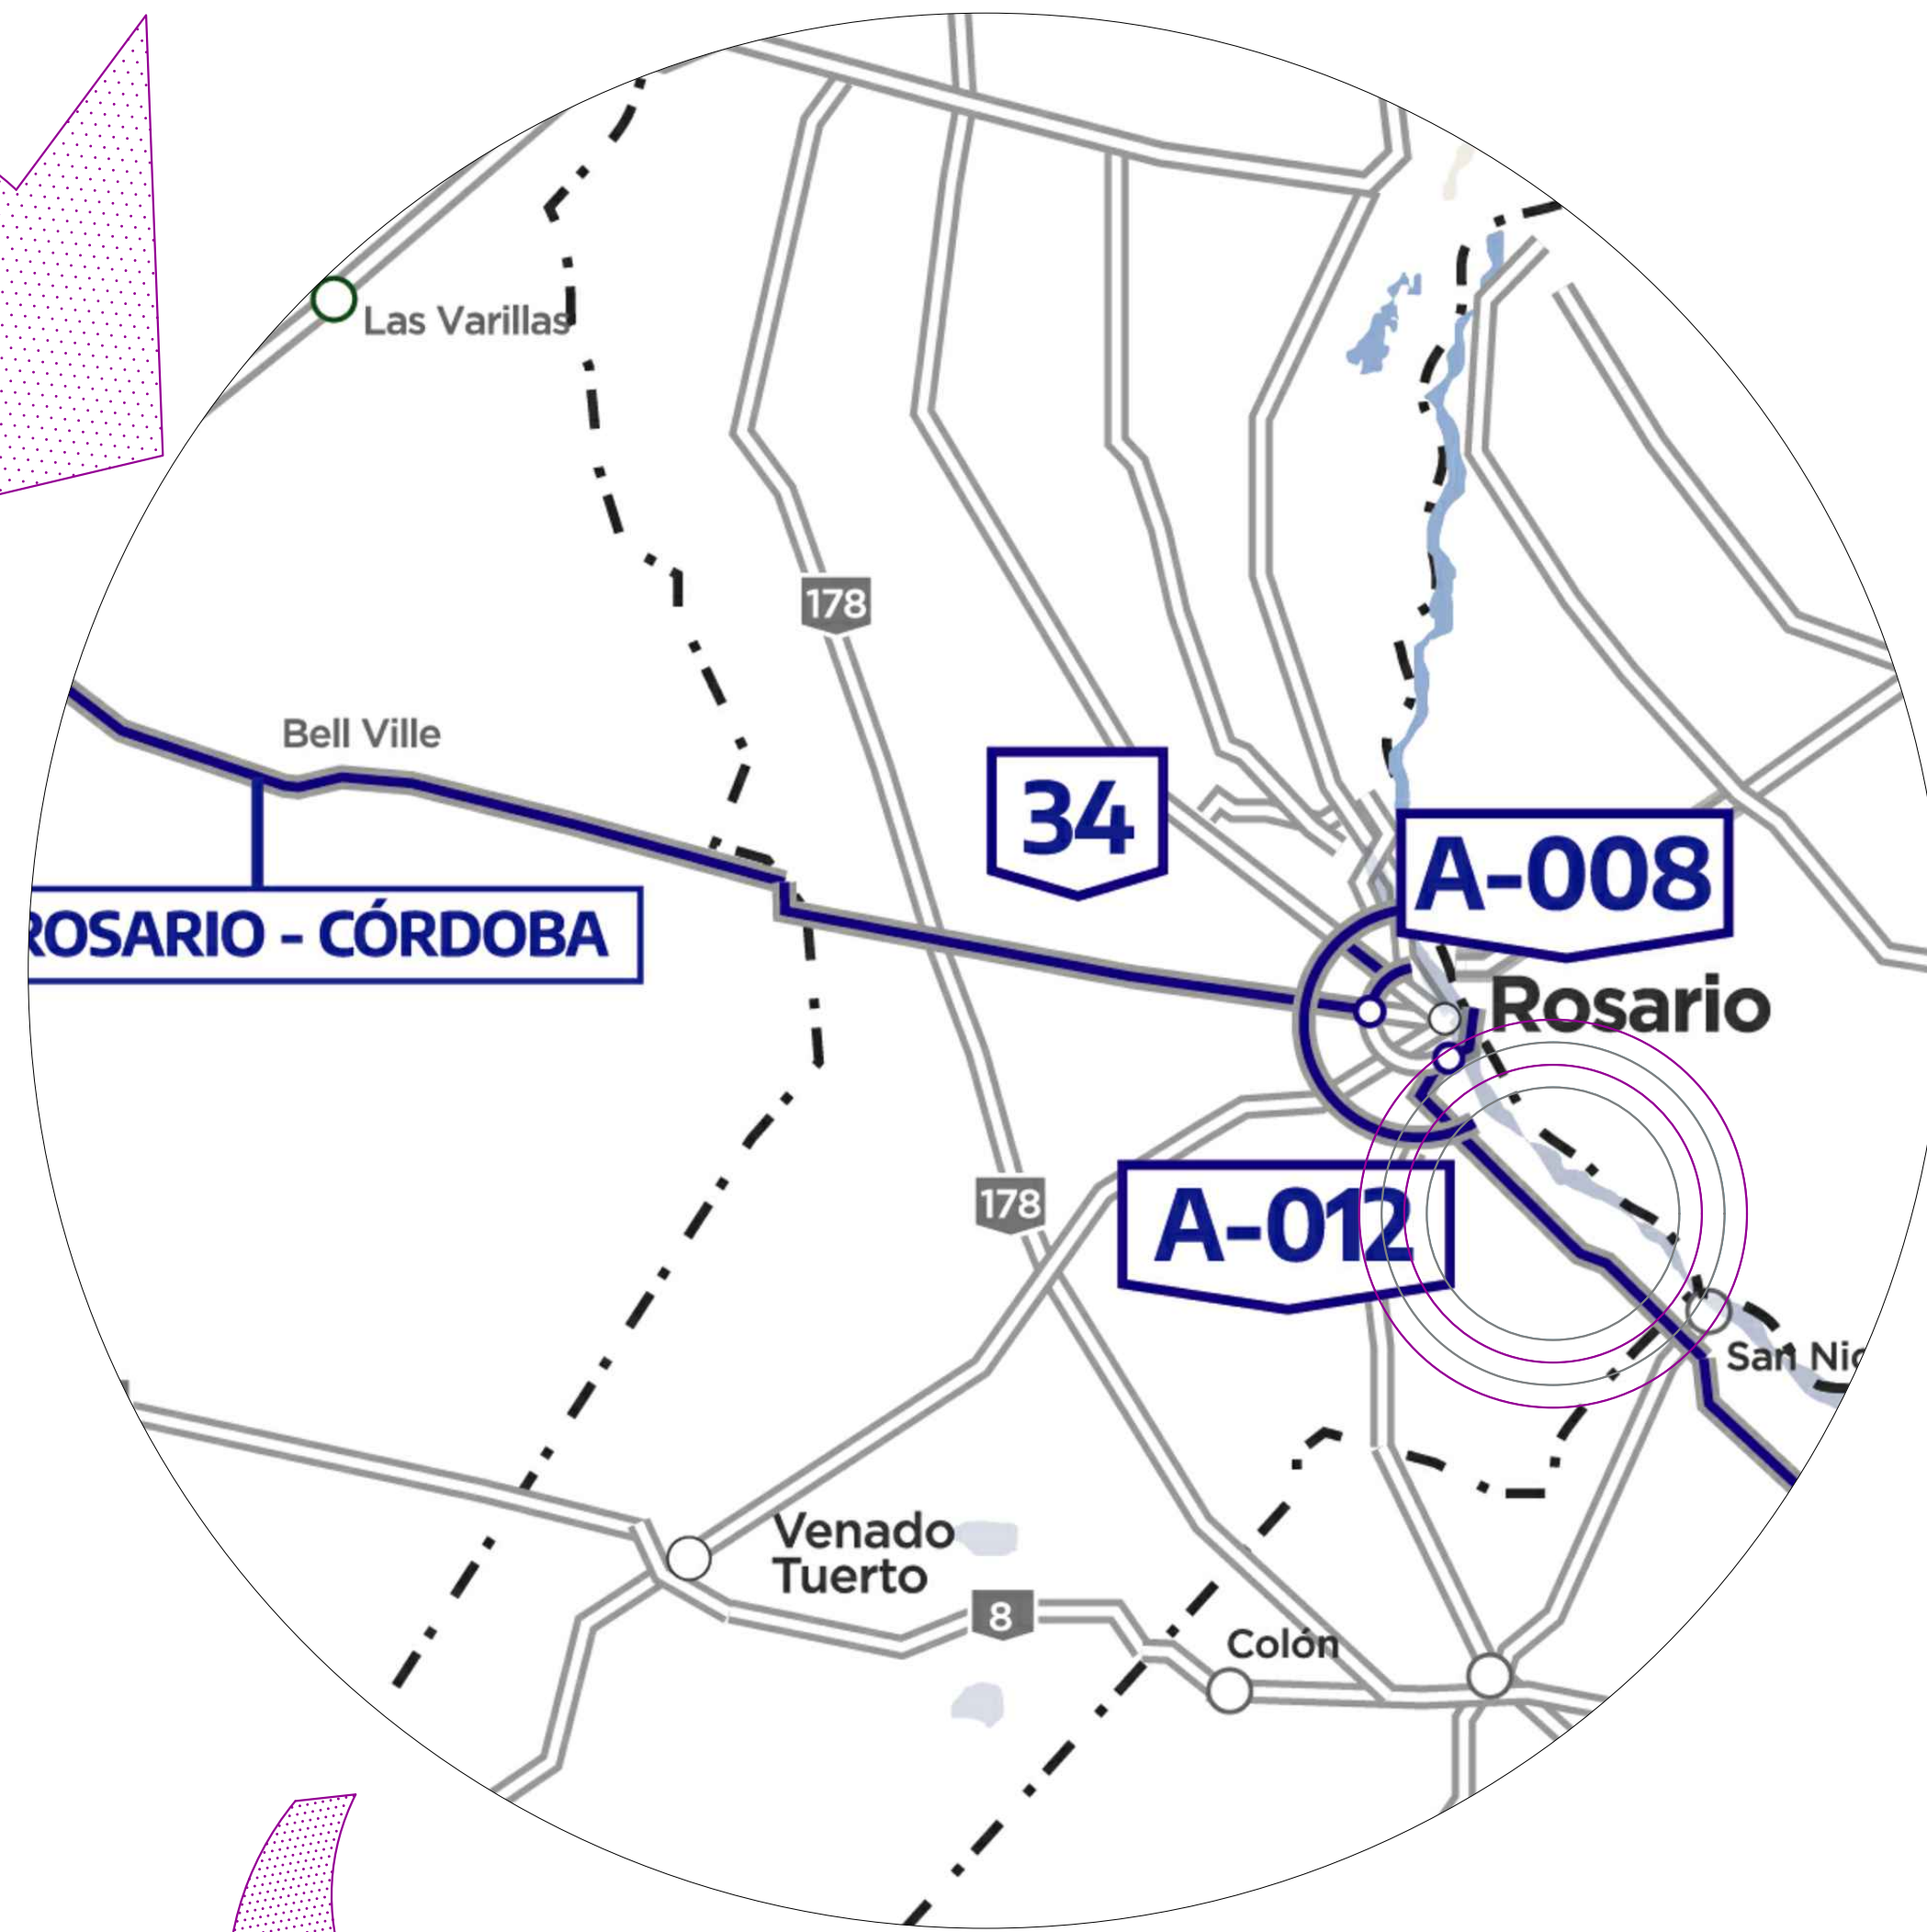 Las Varillas
178
Bell Ville
34
A-008
ROSARIO - CÓRDOBA
Rosario
178
A-012
San Nic
Venado
Tuerto
8
Colón